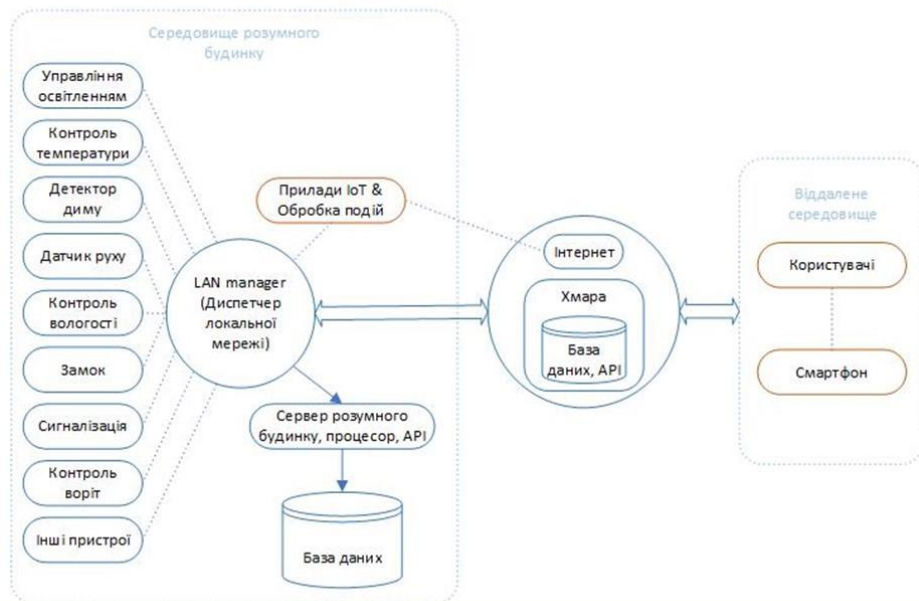 Середовище розумного
будинку
Управління
освітленням
Контроль
температури
Детектор
диму
Датчик руху
Контроль
вологості
Замок
Сигналізація
Контроль
воріт
Інші пристрої
Прилади IoT &
Обробка подій
LAN manager
(Диспетчер
локальної
мережі)
Сервер розумного
будинку, процесор, API
База даних
Інтернет
Хмара
База
даних, API
Віддалене
середовище
Користувачі
Смартфон